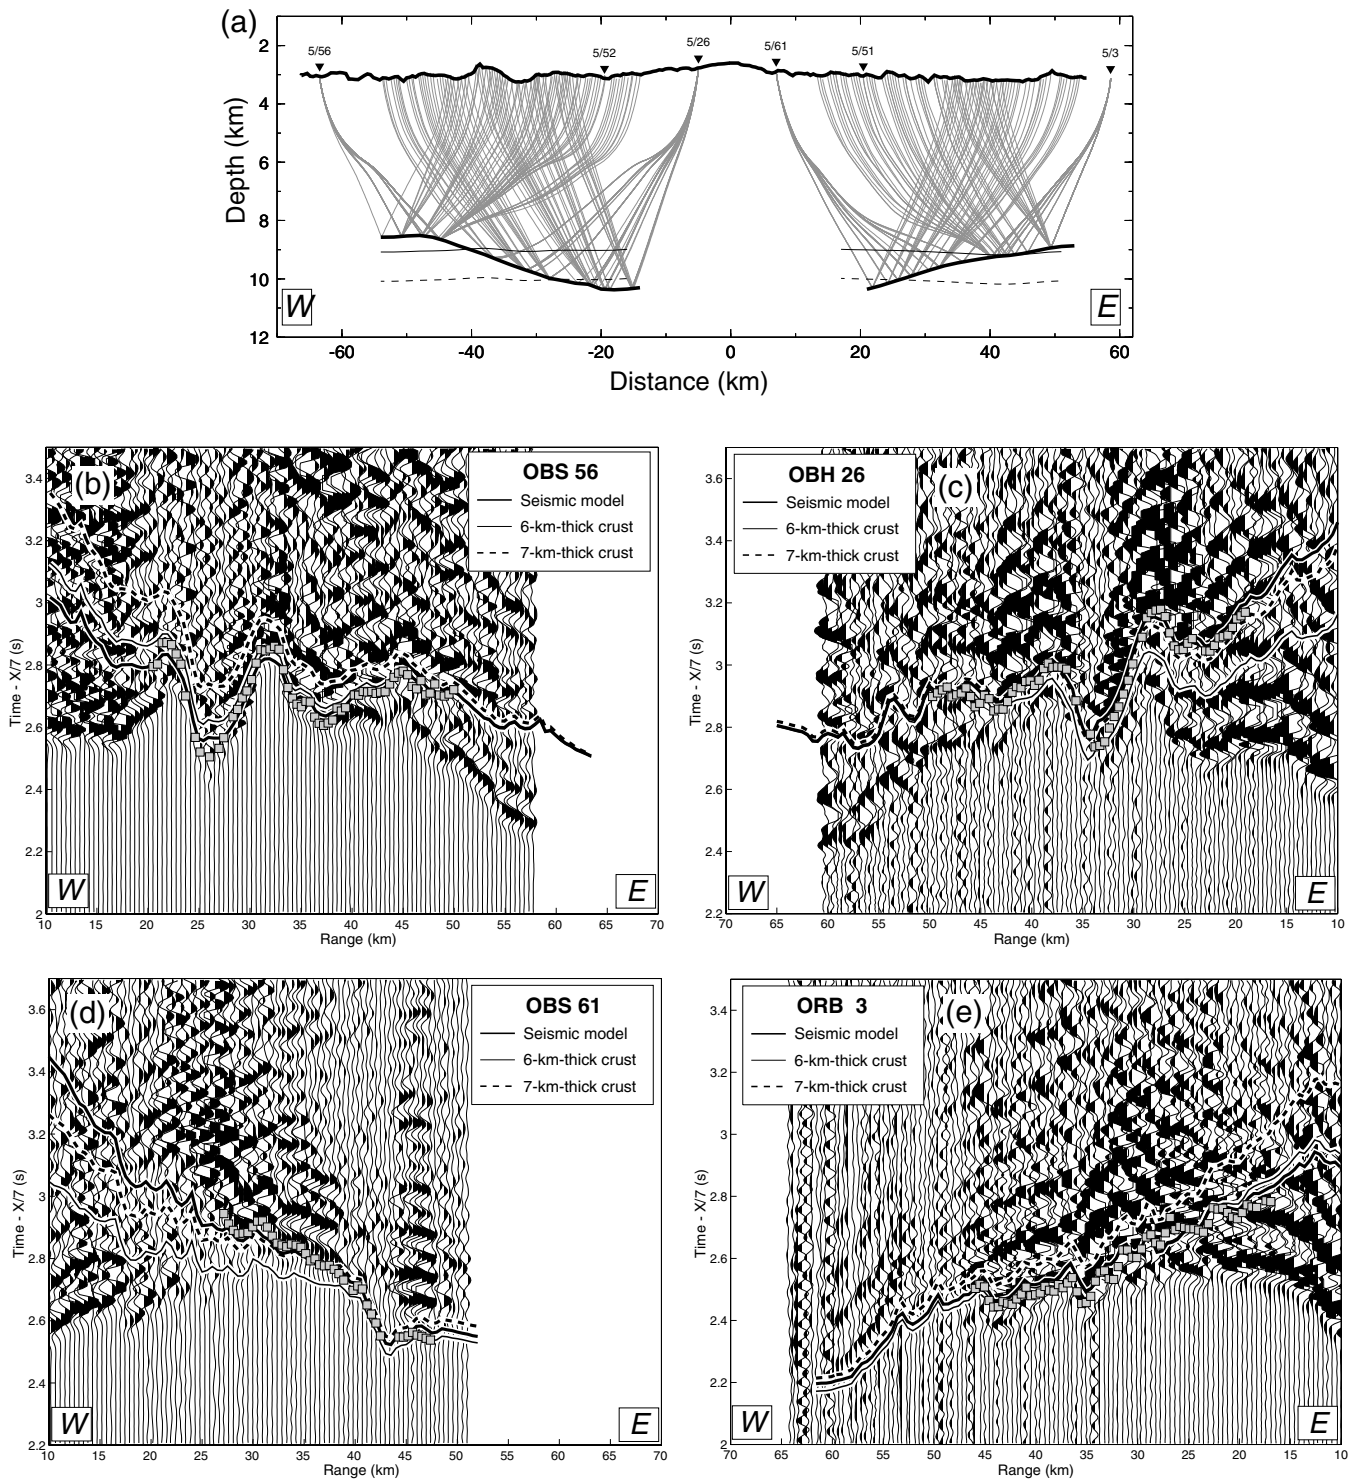 (a)
5/56
5/52
5/26
5/61
5/51
5/3
2
4
6
8
10
12
Depth (km)
W
E
-60 -40 -20 0 20 40 60
Distance (km)
(b)
OBS 56
Seismic model
6-km-thick crust
7-km-thick crust
3.4
3.2
3
2.8
2.6
2.4
2.2
2
Time - X/7 (s)
W
E
10 15 20 25 30 35 40 45 50 55 60 65 70
Range (km)
(c)
OBH 26
Seismic model
6-km-thick crust
7-km-thick crust
3.6
3.4
3.2
3
2.8
2.6
2.4
2.2
Time - X/7 (s)
W
E
70 65 60 55 50 45 40 35 30 25 20 15 10
Range (km)
(d)
OBS 61
Seismic model
6-km-thick crust
7-km-thick crust
3.6
3.4
3.2
3
2.8
2.6
2.4
2.2
Time - X/7 (s)
W
E
10 15 20 25 30 35 40 45 50 55 60 65 70
Range (km)
(e)
ORB 3
Seismic model
6-km-thick crust
7-km-thick crust
3.4
3.2
3
2.8
2.6
2.4
2.2
2
Time - X/7 (s)
W
E
70 65 60 55 50 45 40 35 30 25 20 15 10
Range (km)